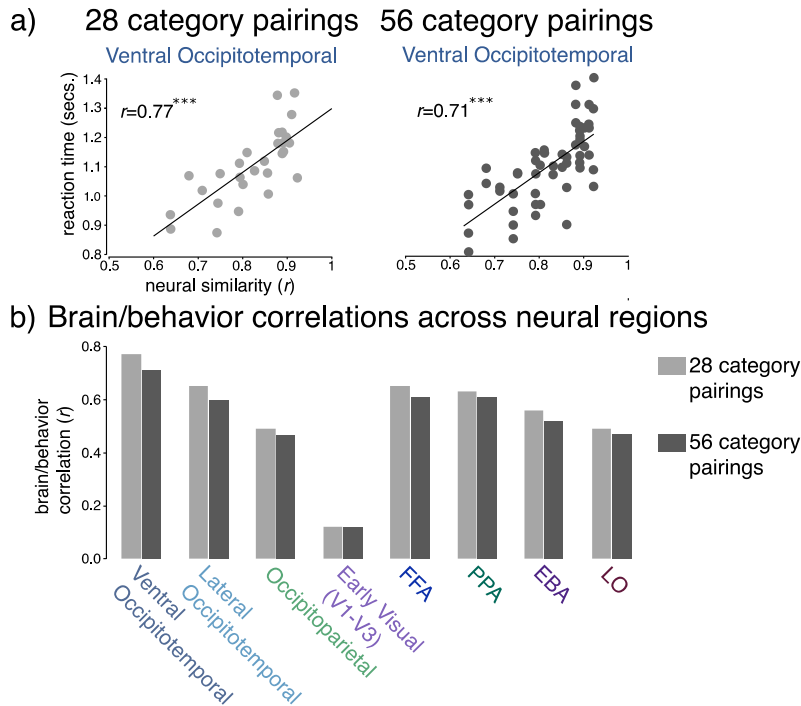 a) 28 category pairings 56 category pairings
Ventral Occipitotemporal Ventral Occipitotemporal
reaction time (secs.)
1.4
1.3
1.2
1.1
1.0
0.9
0.8
r=0.77***
r=0.71***
0.5 0.6 0.7 0.8 0.9 1
0.5 0.6 0.7 0.8 0.9 1
neural similarity (r)
b) Brain/behavior correlations across neural regions
brain/behavior
correlation (r)
0.8
0.6
0.4
0.2
0.0
28 category
pairings
56 category
pairings
Ventral
Occipitotemporal
Lateral
Occipitotemporal
Occipitoparietal
Early Visual
(V1-V3)
FFA
PPA
EBA
LO